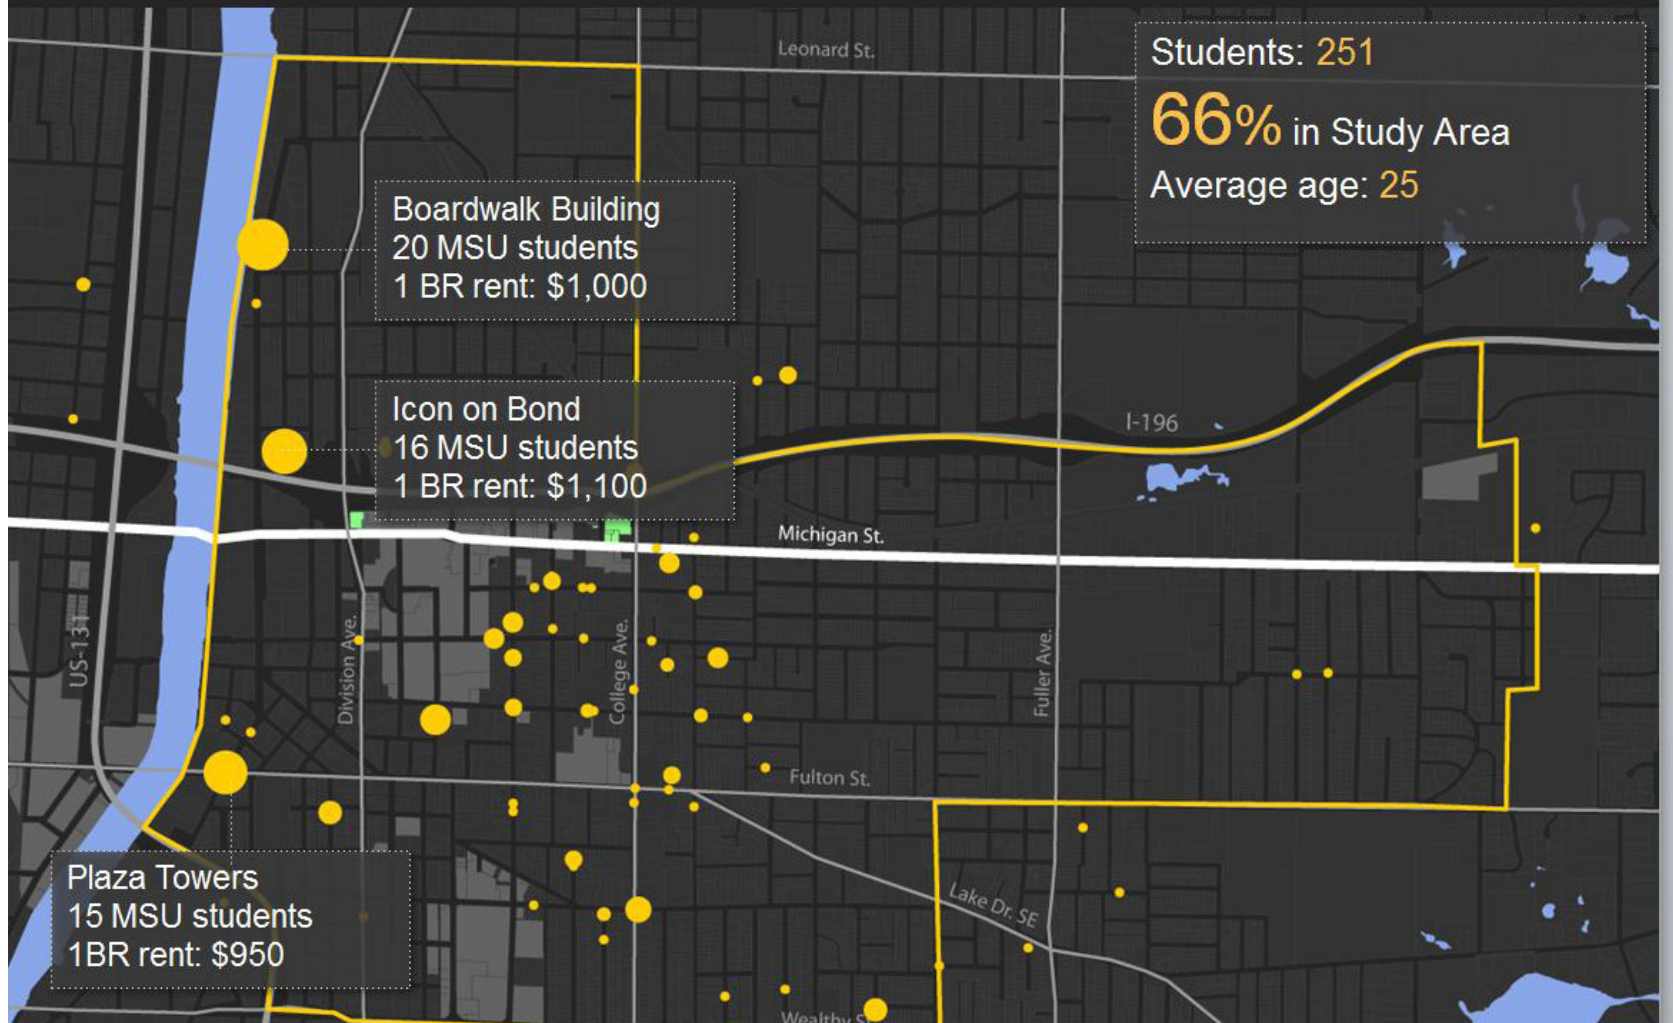 Leonard St.
Students: 251
66% in Study Area
Average age: 25
Boardwalk Building
20 MSU students
1 BR rent: $1,000
Icon on Bond
16 MSU students
1 BR rent: $1,100
I-196
Michigan St.
US-131
Division Ave.
College Ave.
Fuller Ave.
Fulton St.
Plaza Towers
15 MSU students
1BR rent: $950
Lake Dr. SE
Wealthy S